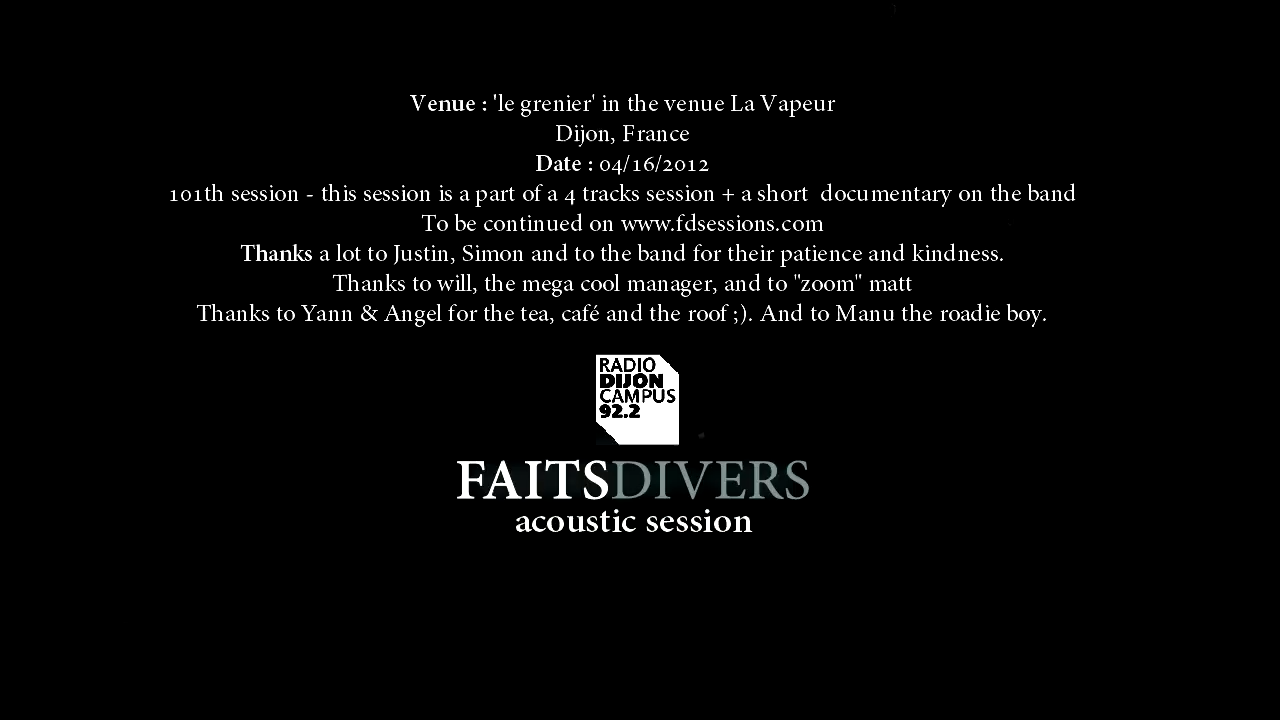 Venue : 'le grenier' in the venue La Vapeur
Dijon, France
Date : 04/16/2012
101th session - this session is a part of a 4 tracks session + a short  documentary on the band
To be continued on www.fdsessions.com
Thanks a lot to Justin, Simon and to the band for their patience and kindness.
Thanks to will, the mega cool manager, and to "zoom" matt
Thanks to Yann & Angel for the tea, café and the roof ;). And to Manu the roadie boy.
RADIO
DIJON
CAMPUS
92.2
FAITSDIVERS
acoustic session